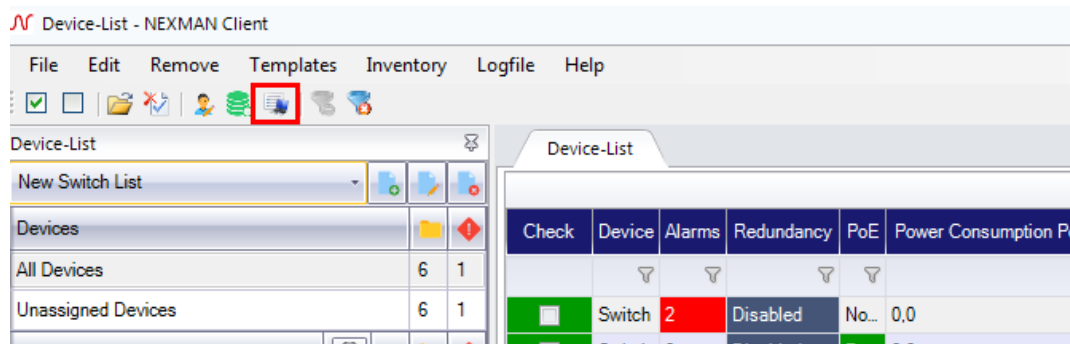 Device-List - NEXMAN Client
File Edit Remove Templates Inventory Logfile Help
Device-List
Device-List
New Switch List
Devices
Check Device Alarms Redundancy PoE Power Consumption
All Devices 6 1
Unassigned Devices 6 1
Switch 2 Disabled No... 0,0